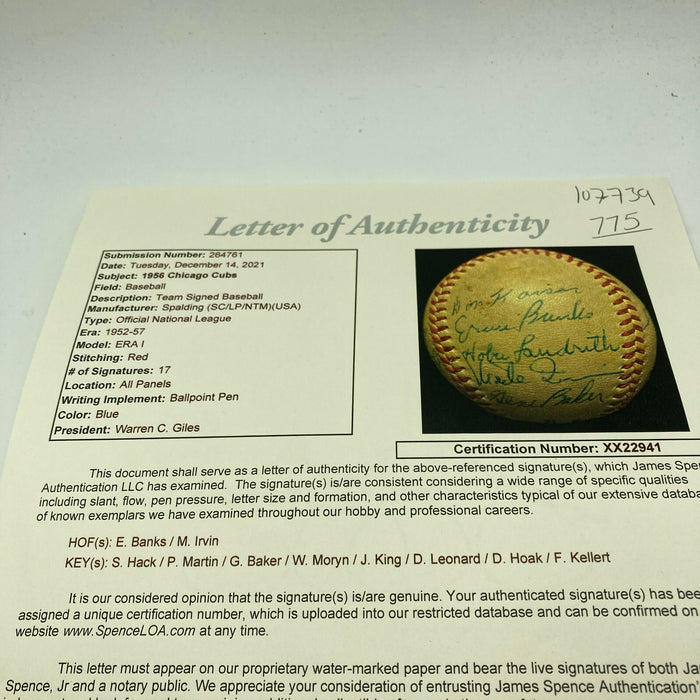 107739
775
Letter of Authenticity
Submission Number: 284761
Date: Tuesday, December 14, 2021
Subject: 1956 Chicago Cubs
Field: Baseball
Description: Team Signed Baseball
Manufacturer: Spalding (SC/LP/NTM)(USA)
Type: Official National League
Era: 1952-57
Model: ERA I
Stitching: Red
# of Signatures: 17
Location: All Panels
Writing Implement: Ballpoint Pen
Color: Blue
President: Warren C. Giles
Ernie Banks
Hobie Landrith
Gene Baker
Certification Number: XX22941
This document shall serve as a letter of authenticity for the above-referenced signature(s), which James
Authentication LLC has examined. The signature(s) is/are consistent considering a wide range of specific qualities
including slant, flow, pen pressure, letter size and formation, and other characteristics typical of our extensive
of known exemplars we have examined throughout our hobby and professional careers.
HOF(s): E. Banks / M. Irvin
KEY(s): S. Hack / P. Martin / G. Baker / W. Moryn / J. King / D. Leonard / D. Hoak / F. Kellert
It is our considered opinion that the signature(s) is/are genuine. Your authenticated signature(s) has
assigned a unique certification number, which is uploaded into our restricted database and can be confirmed on
website www.SpenceLOA.com at any time.
This letter must appear on our proprietary water-marked paper and bear the live signatures of both
Spence, Jr and a notary public. We appreciate your consideration of entrusting James Spence Authentication